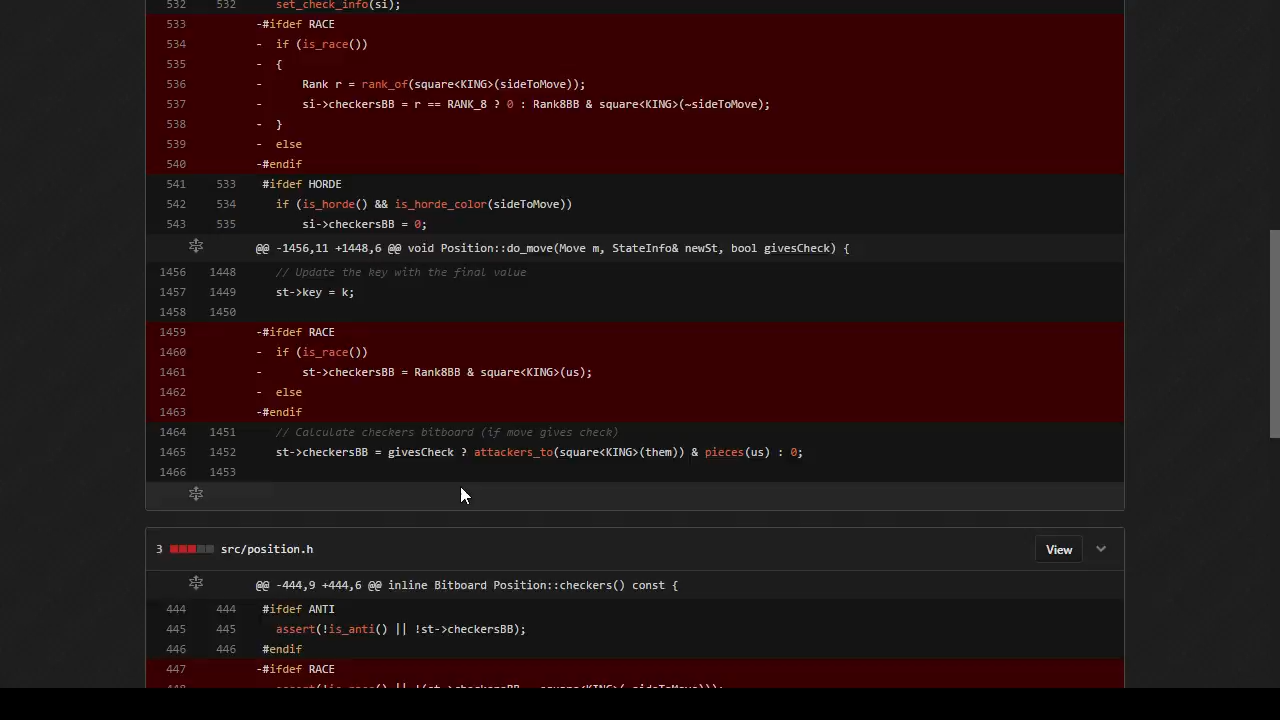 532 532 set_check_info(si);
533 -#ifdef RACE
534 - if (is_race())
535 - {
536 - Rank r = rank_of(square<KING>(sideToMove));
537 - si->checkersBB = r == RANK_8 ? 0 : Rank8BB & square<KING>(~sideToMove);
538 - }
539 - else
540 -#endif
541 533 #ifdef HORDE
542 534 if (is_horde() && is_horde_color(sideToMove))
543 535 si->checkersBB = 0;
@@ -1456,11 +1448,6 @@ void Position::do_move(Move m, StateInfo& newSt, bool givesCheck) {
1456 1448 // Update the key with the final value
1457 1449 st->key = k;
1458 1450
1459 -#ifdef RACE
1460 - if (is_race())
1461 - st->checkersBB = Rank8BB & square<KING>(us);
1462 - else
1463 -#endif
1464 1451 // Calculate checkers bitboard (if move gives check)
1465 1452 st->checkersBB = givesCheck ? attackers_to(square<KING>(them)) & pieces(us) : 0;
1466 1453
3 src/position.h View
@@ -444,9 +444,6 @@ inline Bitboard Position::checkers() const {
444 444 #ifdef ANTI
445 445 assert(!is_anti() || !st->checkersBB);
446 446 #endif
447 -#ifdef RACE